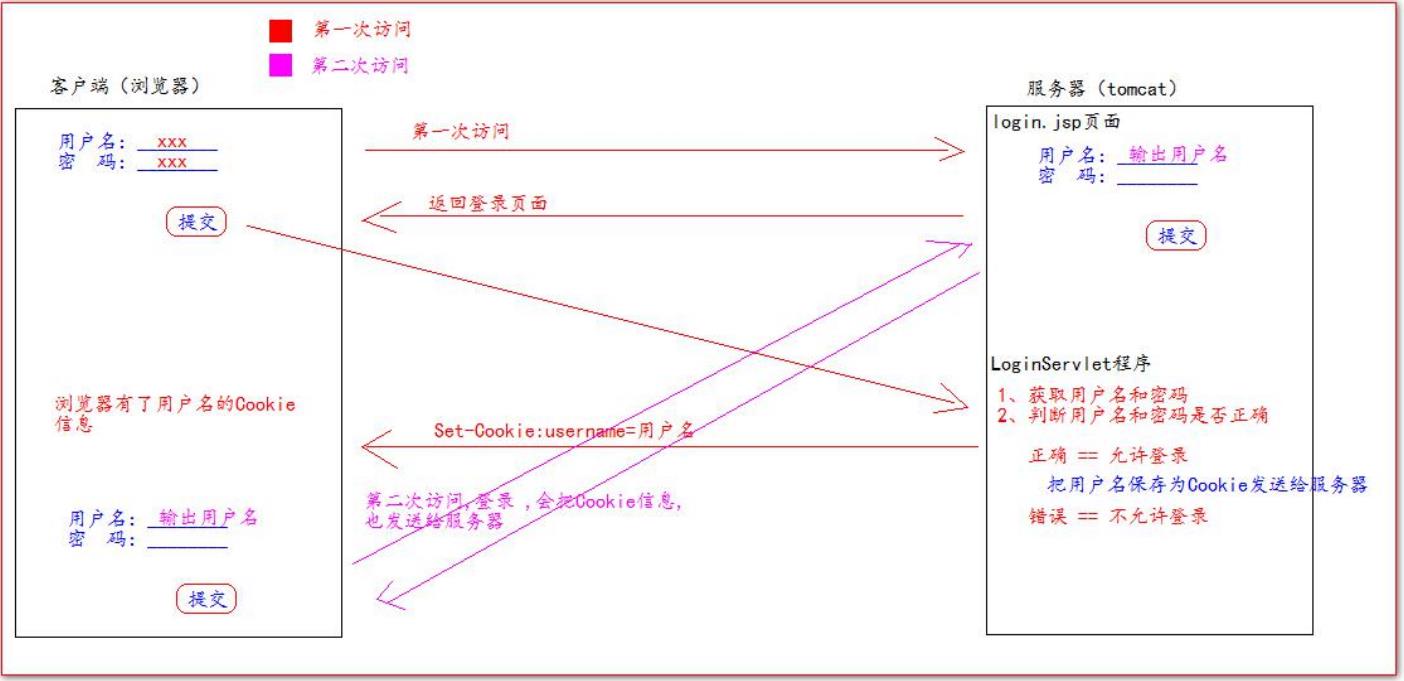 第一次访问
第二次访问
客户端（浏览器）
用户名：xxx
密 码：xxx
提交
浏览器有了用户名的Cookie
信息
用户名：输出用户名
密 码：
提交
第一次访问
返回登录页面
Set-Cookie:username=用户名
第二次访问,登录 ,会把Cookie信息,
也发送给服务器
服务器（tomcat）
login.jsp页面
用户名：输出用户名
密 码：
提交
LoginServlet程序
1、获取用户名和密码
2、判断用户名和密码是否正确
正确 == 允许登录
把用户名保存为Cookie发送给服务器
错误 == 不允许登录